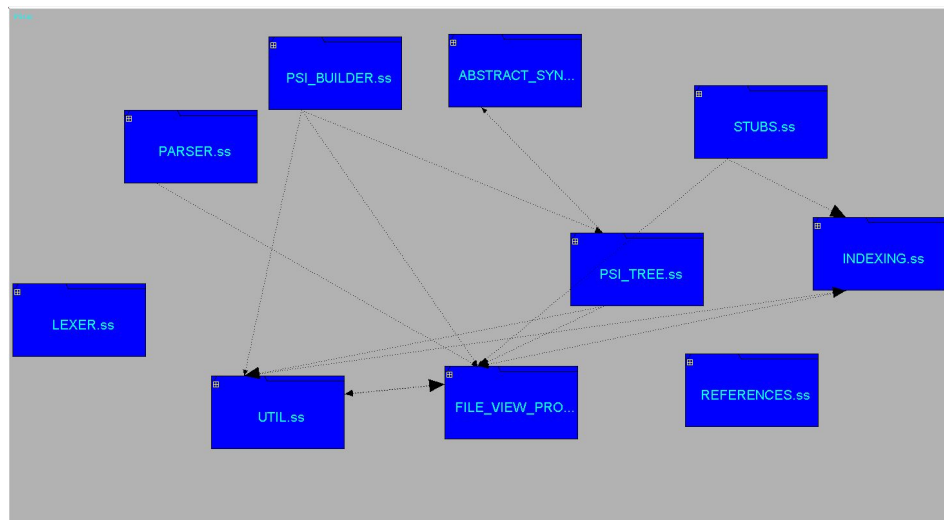 PSI_BUILDER.ss
ABSTRACT_SYN...
STUBS.ss
PARSER.ss
PSI_TREE.ss
INDEXING.ss
LEXER.ss
UTIL.ss
FILE_VIEW_PRO...
REFERENCES.ss